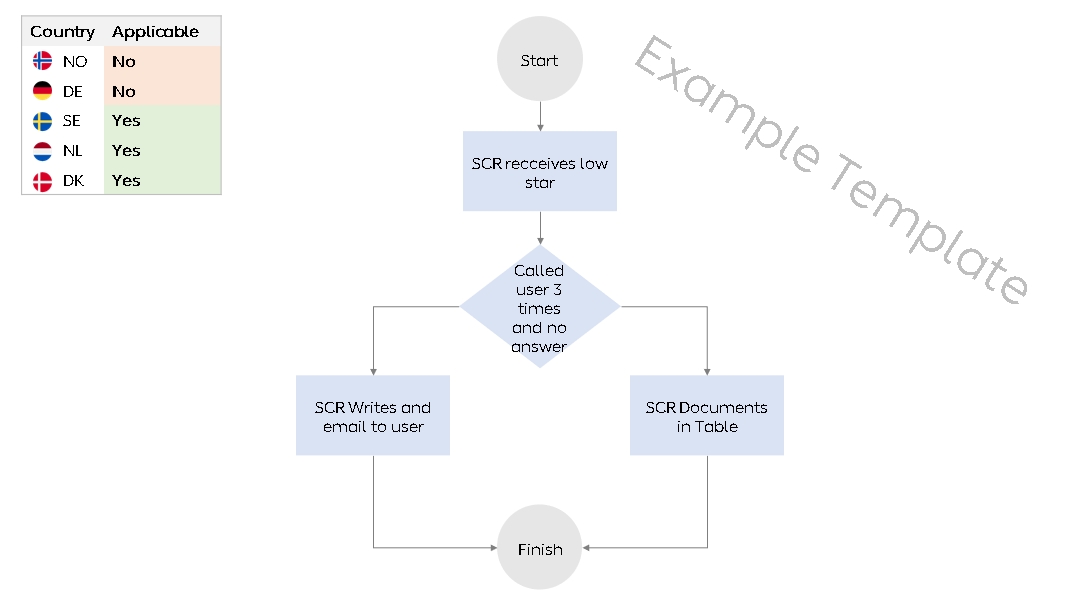 Country Applicable
NO No
DE No
SE Yes
NL Yes
DK Yes
Start
Example Template
SCR recceives low
star
Called
user 3
times
and no
answer
SCR Writes and
email to user
SCR Documents
in Table
Finish